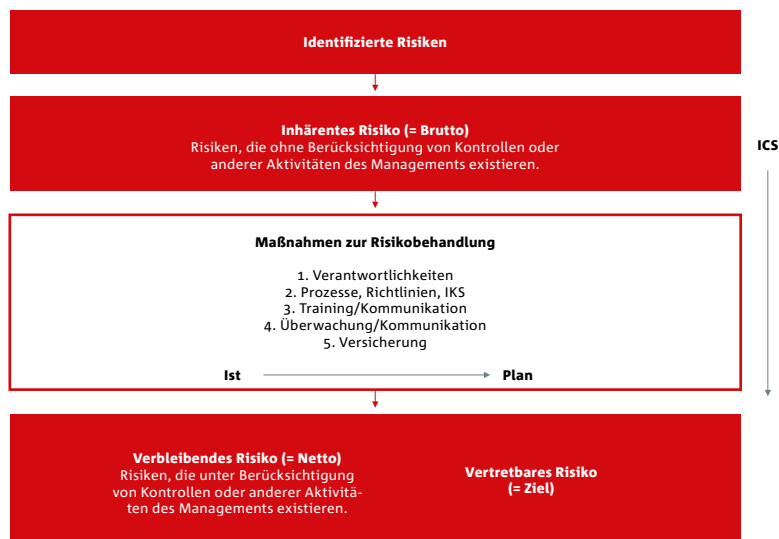 Identifizierte Risiken
Inhärentes Risiko (= Brutto)
Risiken, die ohne Berücksichtigung von Kontrollen oder
anderer Aktivitäten des Managements existieren.
ICS
Maßnahmen zur Risikobehandlung
1. Verantwortlichkeiten
2. Prozesse, Richtlinien, IKS
3. Training/Kommunikation
4. Überwachung/Kommunikation
5. Versicherung
Ist
Plan
Verbleibendes Risiko (= Netto)
Risiken, die unter Berücksichtigung
von Kontrollen oder anderer Aktivitä-
ten des Managements existieren.
Vertretbares Risiko
(= Ziel)